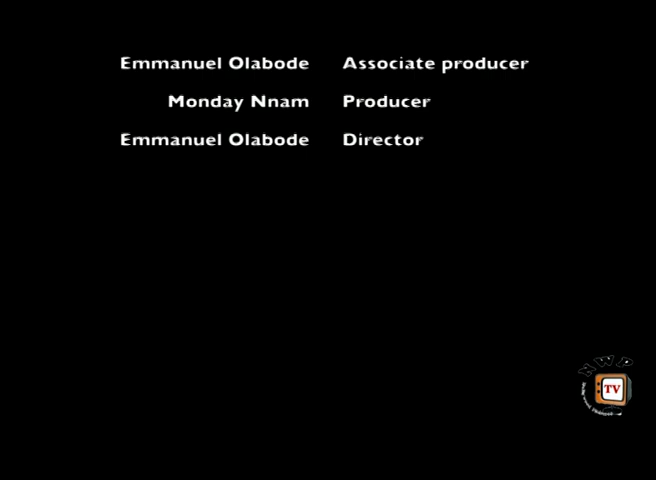 Emmanuel Olabode Associate producer
Monday Nnam Producer
Emmanuel Olabode Director
NWP
TV